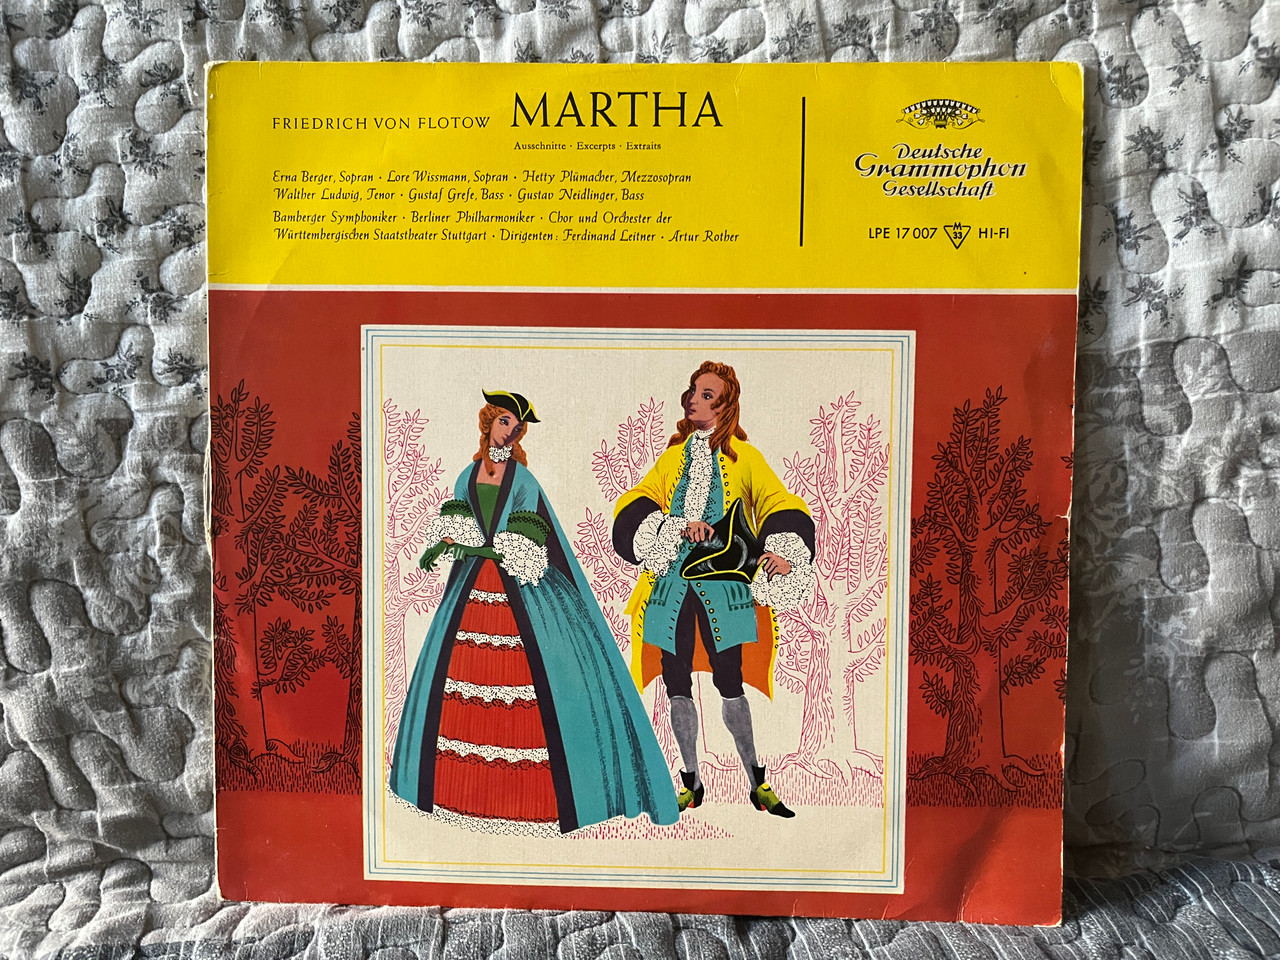 FRIEDRICH VON FLOTOW MARTHA
Ausschnitte · Excerpts · Extraits
Erna Berger, Sopran · Lore Wissmann, Sopran · Hetty Plümacher, Mezzosopran
Walther Ludwig, Tenor · Gustaf Grefe, Bass · Gustav Neidlinger, Bass
Bamberger Symphoniker · Berliner Philharmoniker · Chor und Orchester der
Württembergischen Staatstheater Stuttgart · Dirigenten: Ferdinand Leitner · Artur Rother
Deutsche
Grammophon
Gesellschaft
LPE 17 007 M 33 HI-FI